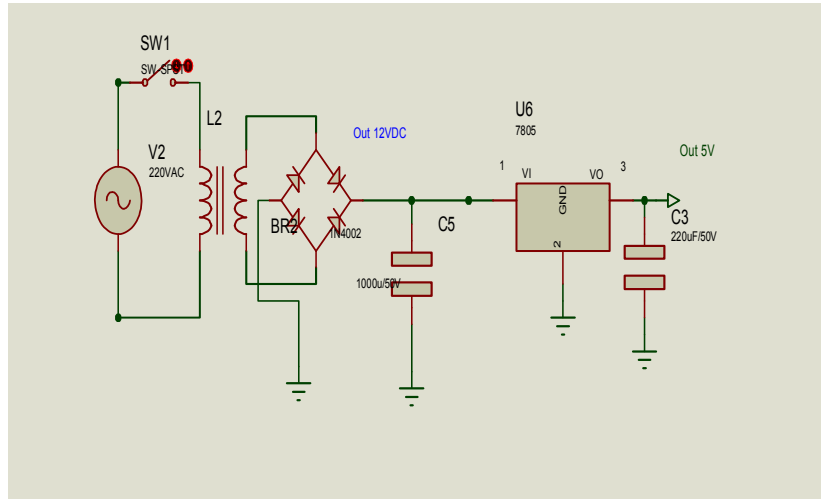 SW1
SW-SPDT
L2
V2
220VAC
Out 12VDC
BR2
1N4002
C5
1000u/50V
U6
7805
1
VI
GND
VO
3
2
Out 5V
C3
220uF/50V